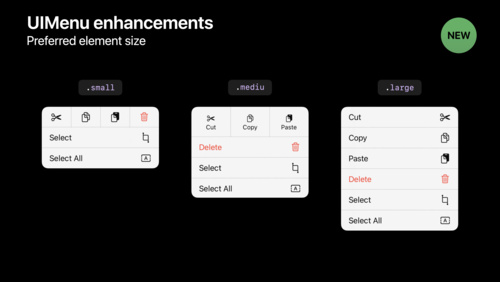 UIMenu enhancements
Preferred element size
NEW
.small
Select
Select All
A
.mediu
Cut Copy Paste
Delete
Select
Select All
A
.large
Cut
Copy
Paste
Delete
Select
Select All
A